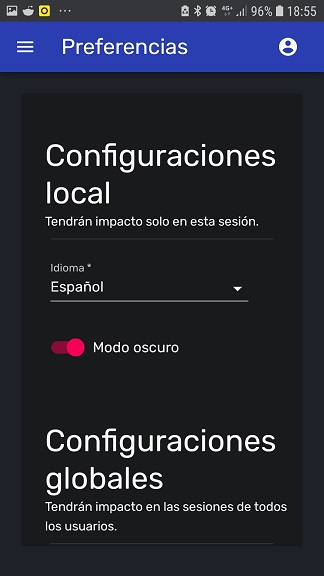 4G+ 96% 18:55
Preferencias
Configuraciones
local
Tendrán impacto solo en esta sesión.
Idioma *
Español
Modo oscuro
Configuraciones
globales
Tendrán impacto en las sesiones de todos
los usuarios.